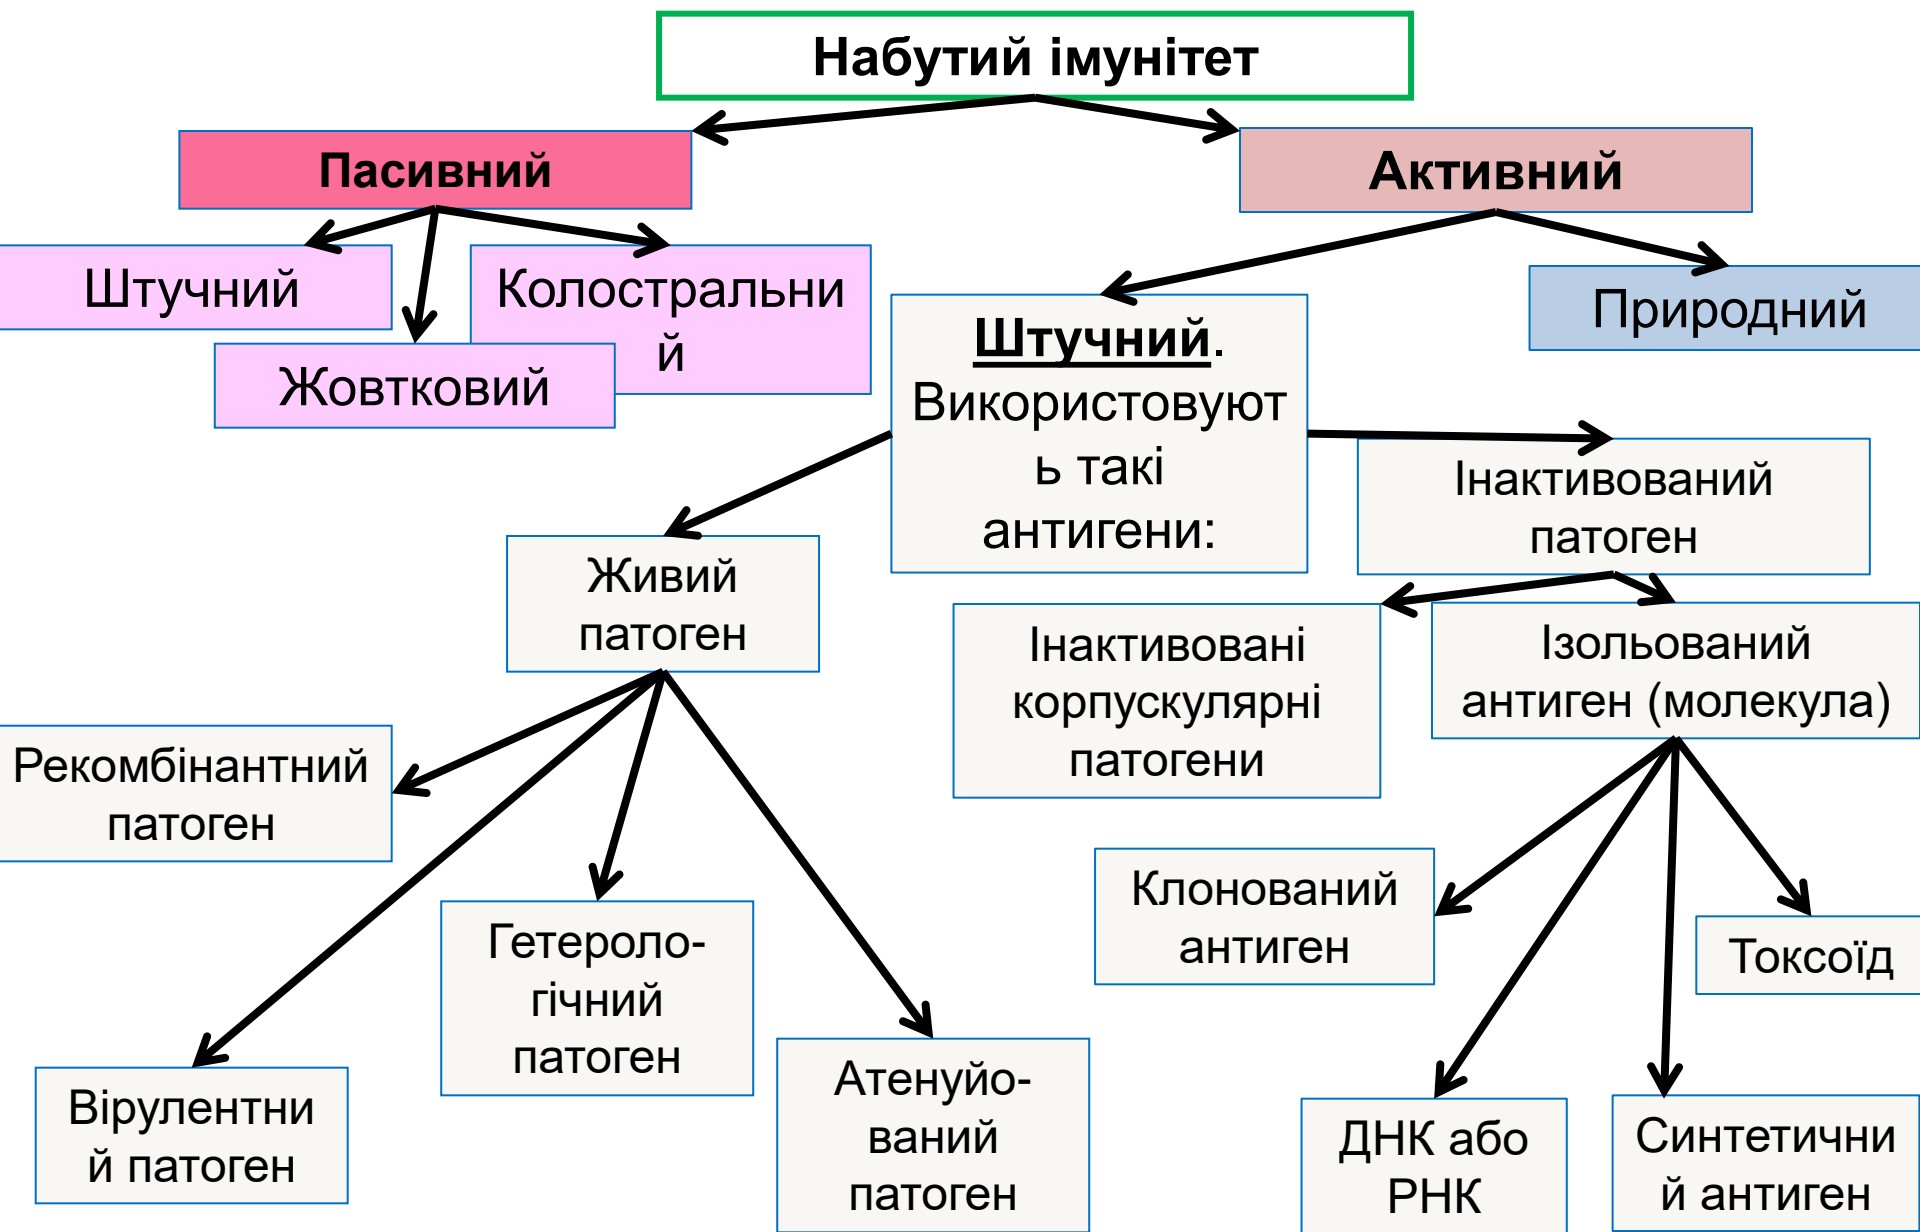 Набутий імунітет
Пасивний
Активний
Штучний
Колостральни
й
Жовтковий
Штучний.
Використовуют
ь такі
антигени:
Природний
Живий
патоген
Інактивований
патоген
Інактивовані
корпускулярні
патогени
Ізольований
антиген (молекула)
Рекомбінантний
патоген
Вірулентни
й патоген
Гетероло-
гічний
патоген
Атенуйо-
ваний
патоген
Клонований
антиген
ДНК або
РНК
Синтетични
й антиген
Токсоїд